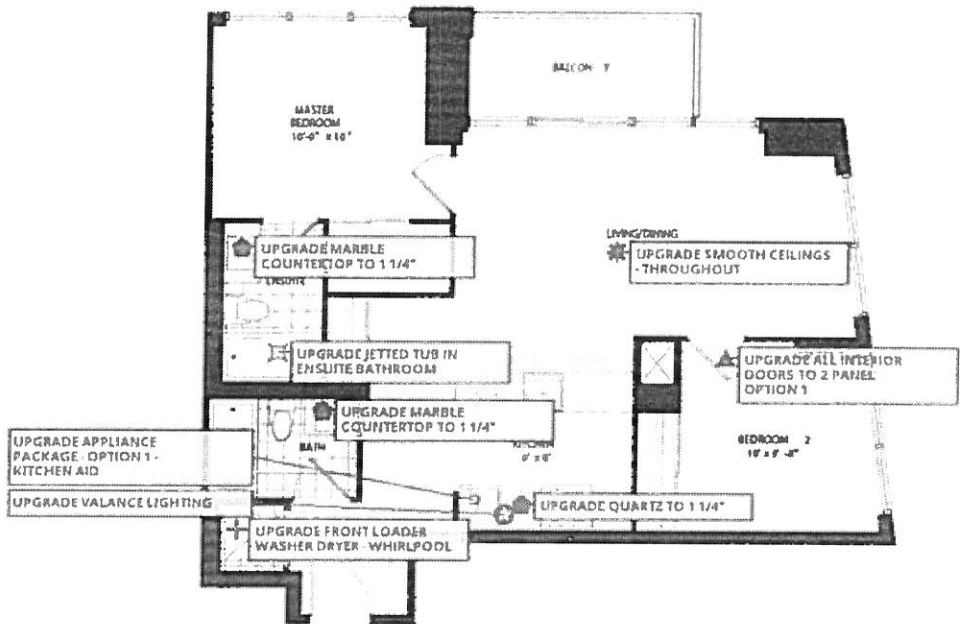 BALCON Y
MASTER
BEDROOM
LIVING/DINING
UPGRADE MARBLE
COUNTERTOP TO 1 1/4"
ENSUITE
UPGRADE SMOOTH CEILINGS
- THROUGHOUT
UPGRADE JETTED TUB IN
ENSUITE BATHROOM
UPGRADE ALL INTERIOR
DOORS TO 2 PANEL
OPTION 1
UPGRADE MARBLE
COUNTERTOP TO 1 1/4"
BATH
KITCHEN
BEDROOM 2
UPGRADE APPLIANCE
PACKAGE - OPTION 1 -
KITCHEN AID
UPGRADE VALANCE LIGHTING
UPGRADE QUARTZ TO 1 1/4"
UPGRADE FRONT LOADER
WASHER DRYER - WHIRLPOOL